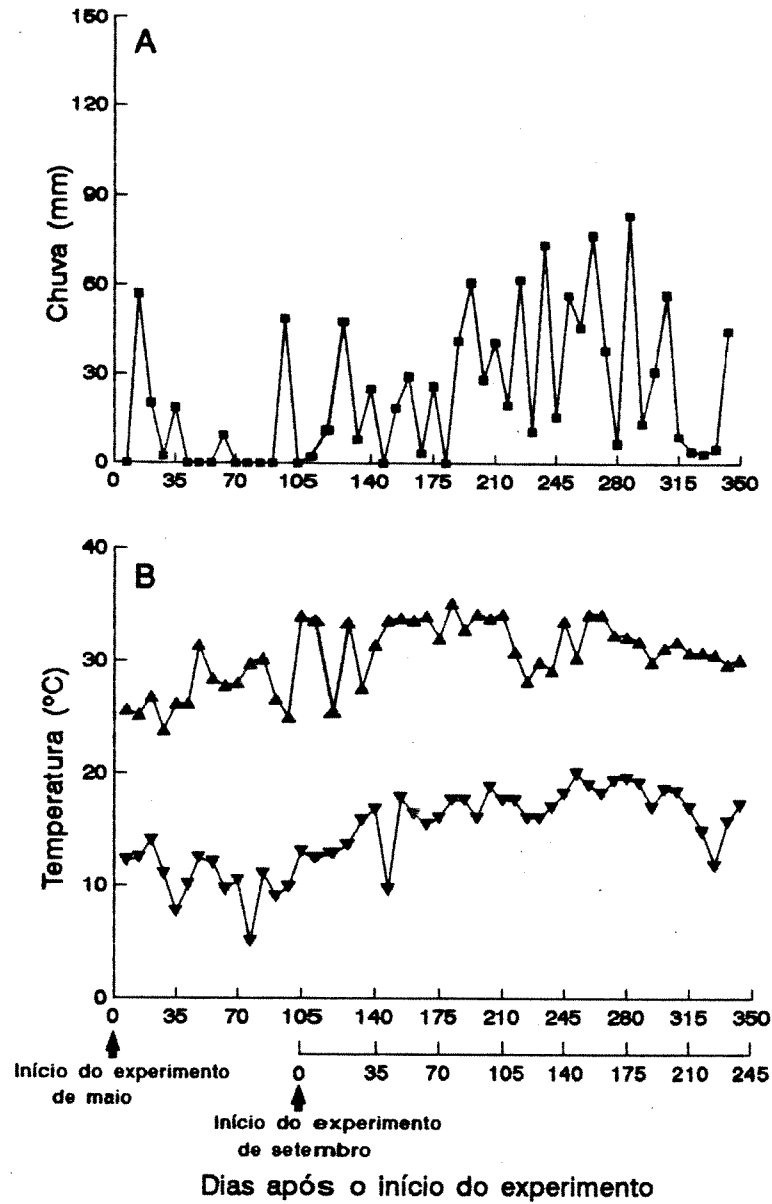 A
Chuva (mm)
150
120
90
60
30
0
0 35 70 105 140 175 210 245 280 315 350
B
Temperatura (ºC)
40
30
20
10
0
0 35 70 105 140 175 210 245 280 315 350
0 35 70 105 140 175 210 245
Início do experimento
de maio
Início do experimento
de setembro
Dias após o início do experimento